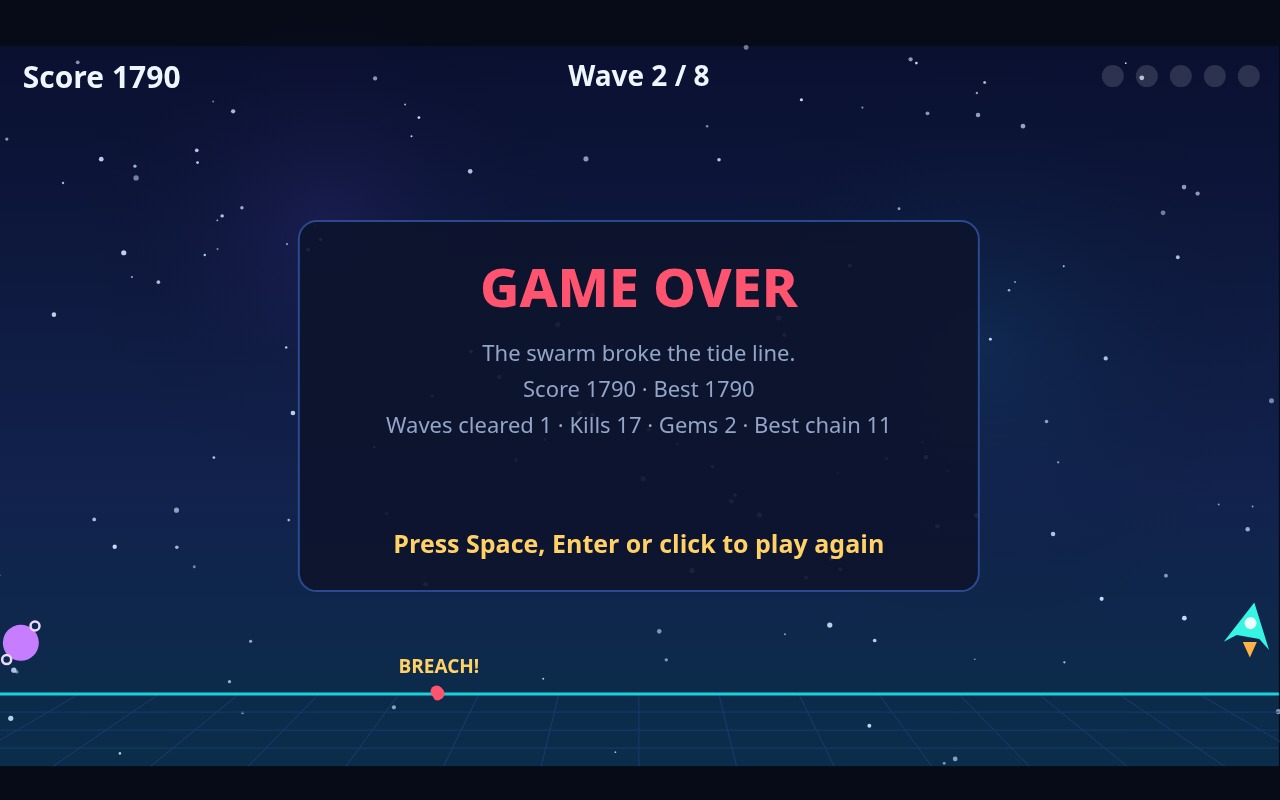 Score 1790
Wave 2 / 8
GAME OVER
The swarm broke the tide line.
Score 1790 · Best 1790
Waves cleared 1 · Kills 17 · Gems 2 · Best chain 11
Press Space, Enter or click to play again
BREACH!